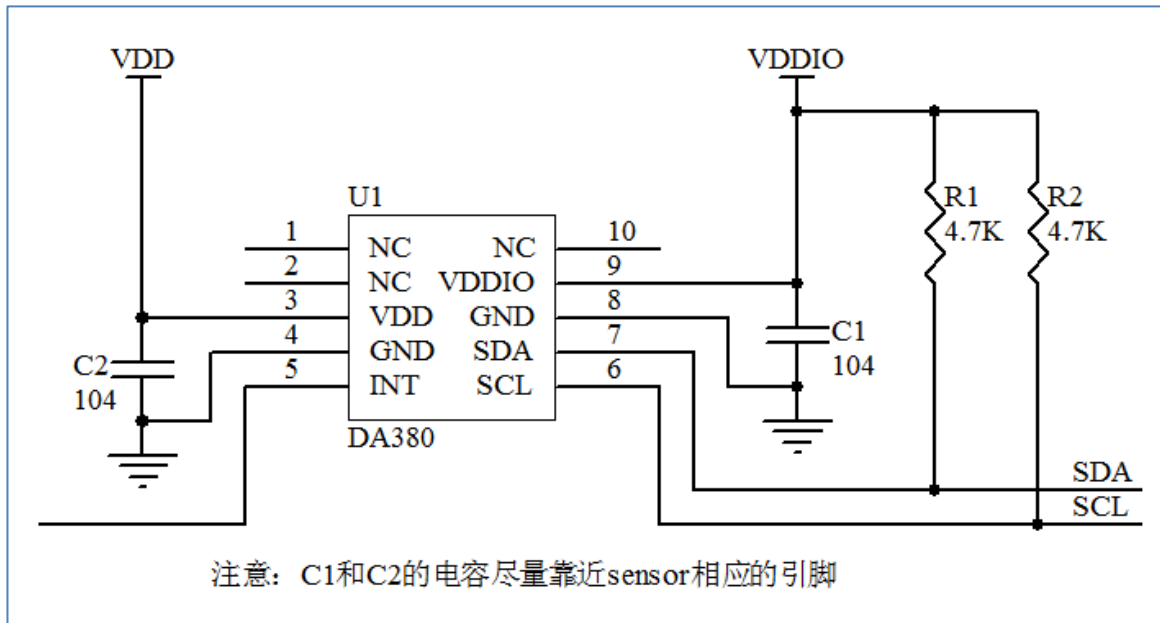 VDD
VDDIO
U1
R1
4.7K
R2
4.7K
1
NC
NC
10
2
NC
VDDIO
9
3
VDD
GND
8
4
GND
SDA
7
5
INT
SCL
6
C2
104
C1
104
DA380
SDA
SCL
注意：C1和C2的电容尽量靠近sensor相应的引脚